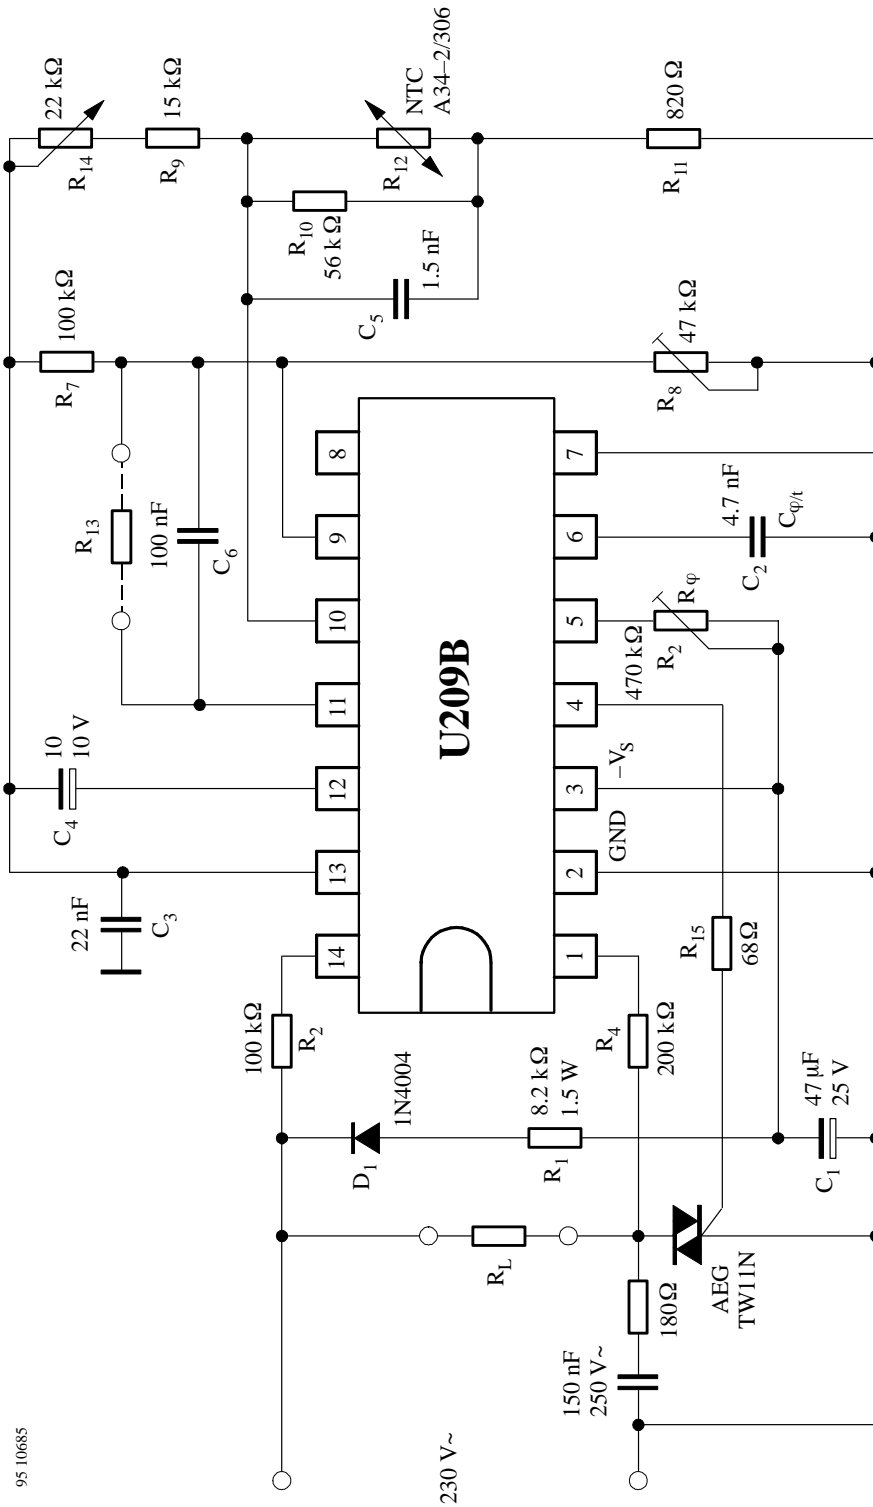 95 10685
22 kΩ
R14
15 kΩ
R9
NTC
A34–2/306
R12
820 Ω
R11
R10
56 k Ω
C5
1.5 nF
100 kΩ
R7
47 kΩ
R8
R13
100 nF
C6
10
10 V
C4
22 nF
C3
100 kΩ
R2
14
13
12
11
10
9
8
U209B
1
2
3
4
5
6
7
GND
–VS
470 kΩ
R2
Rφ
4.7 nF
C2
Cφ/t
R15
68Ω
R4
200 kΩ
D1
1N4004
8.2 k Ω
1.5 W
R1
47 μF
25 V
C1
RL
AEG
TW11N
180Ω
150 nF
250 V~
230 V~